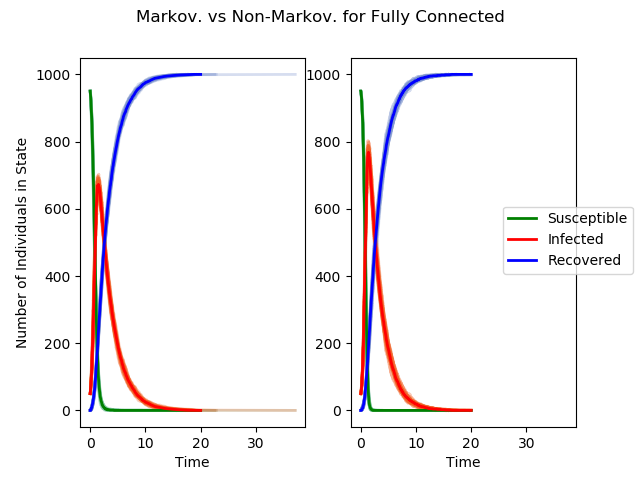 Markov. vs Non-Markov. for Fully Connected
Number of Individuals in State
1000
800
600
400
200
0
0 10 20 30
Time
1000
800
600
400
200
0
0 10 20 30
Time
Susceptible
Infected
Recovered